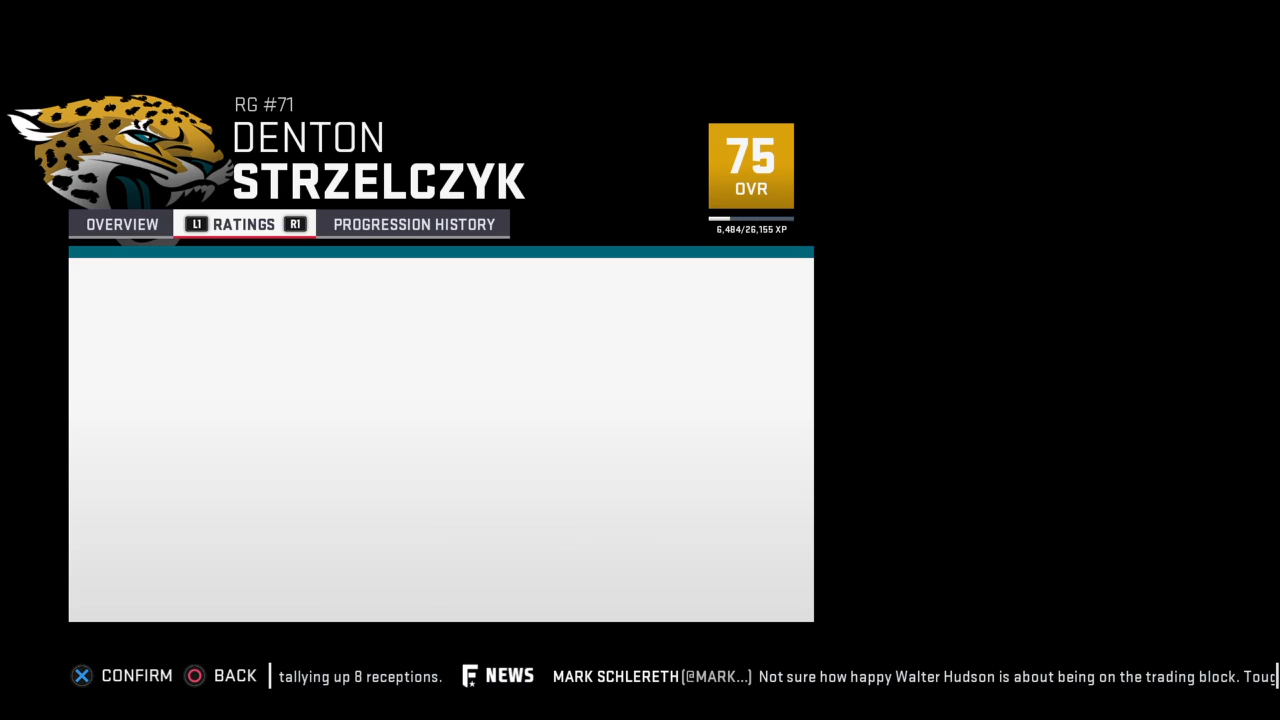 RG #71
DENTON
STRZELCZYK
75
OVR
6,484/26,155 XP
OVERVIEW L1 RATINGS R1 PROGRESSION HISTORY
CONFIRM BACK tallying up 8 receptions. F NEWS MARK SCHLERETH (@MARK...) Not sure how happy Walter Hudson is about being on the trading block.